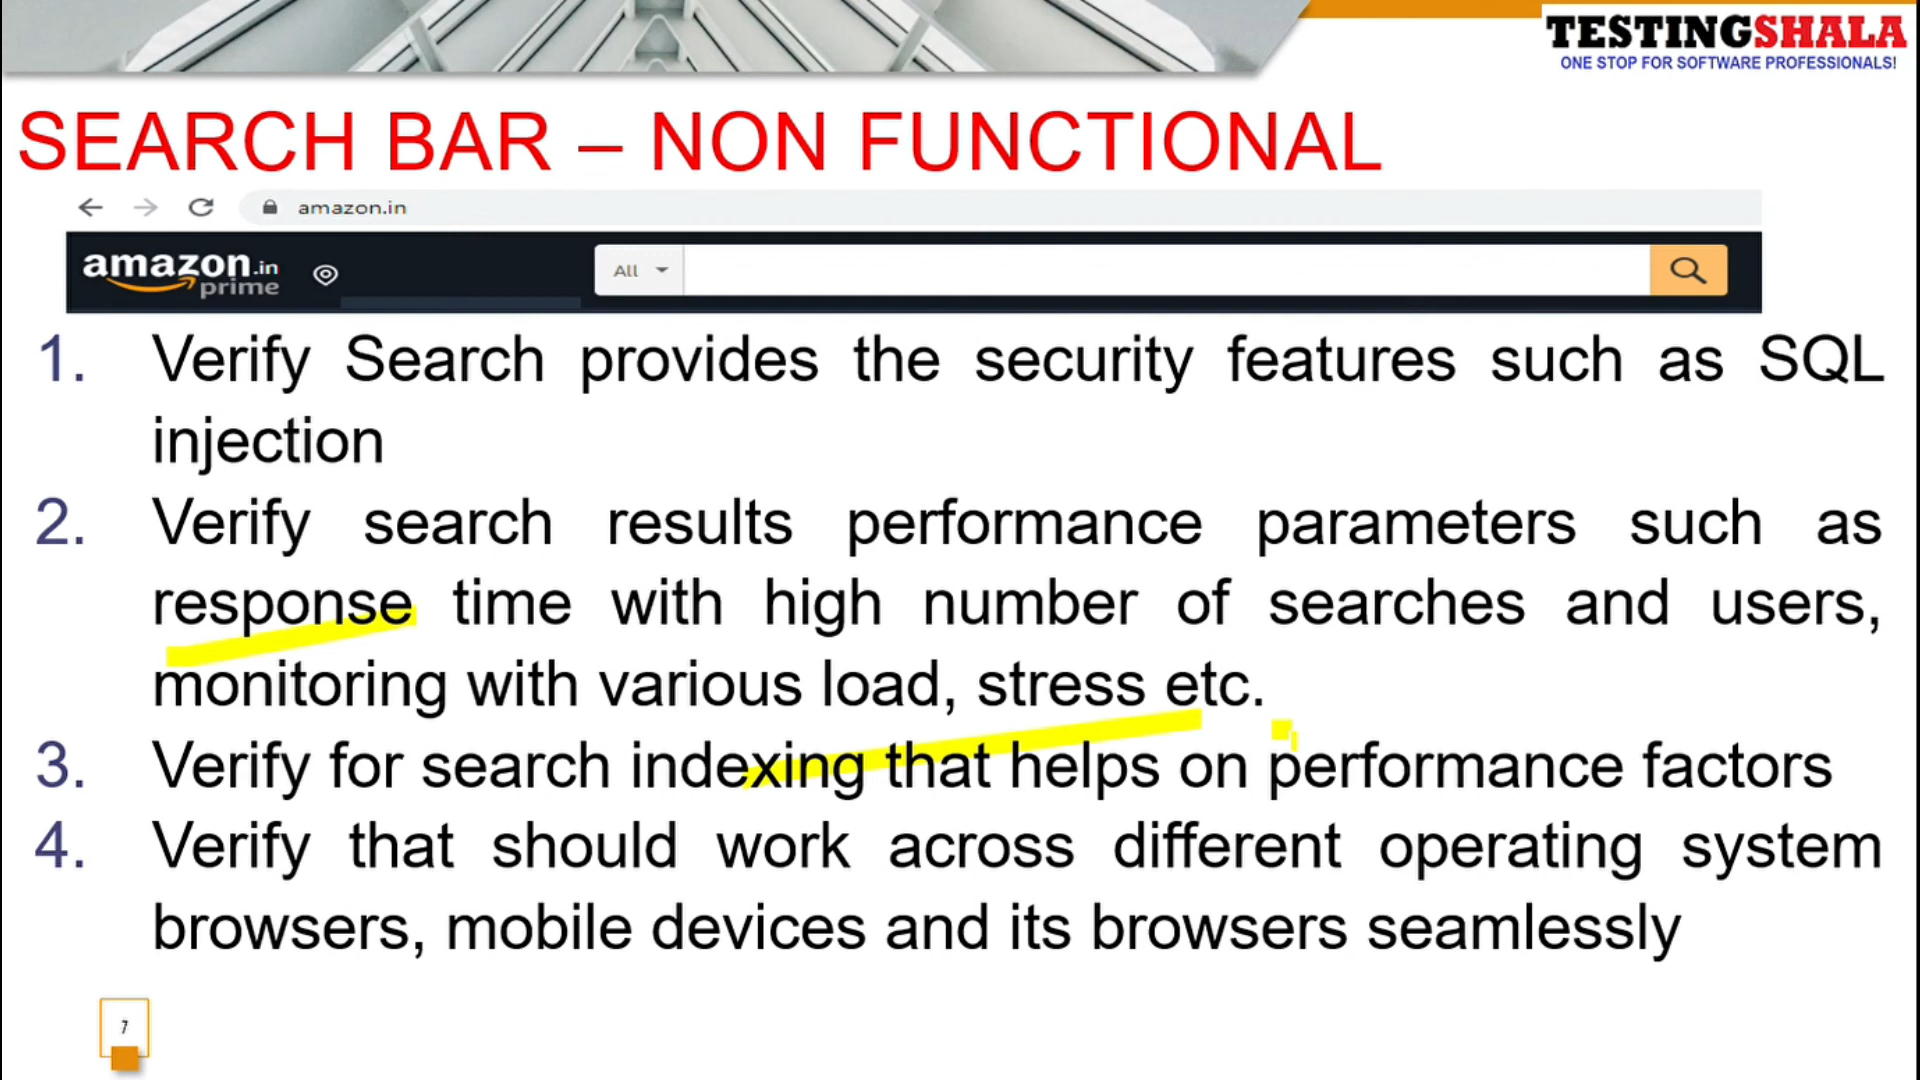 TESTINGSHALA
ONE STOP FOR SOFTWARE PROFESSIONALS!
SEARCH BAR – NON FUNCTIONAL
amazon.in
amazon.in
prime
All
1. Verify Search provides the security features such as SQL
injection
2. Verify search results performance parameters such as
response time with high number of searches and users,
monitoring with various load, stress etc.
3. Verify for search indexing that helps on performance factors
4. Verify that should work across different operating system
browsers, mobile devices and its browsers seamlessly
7